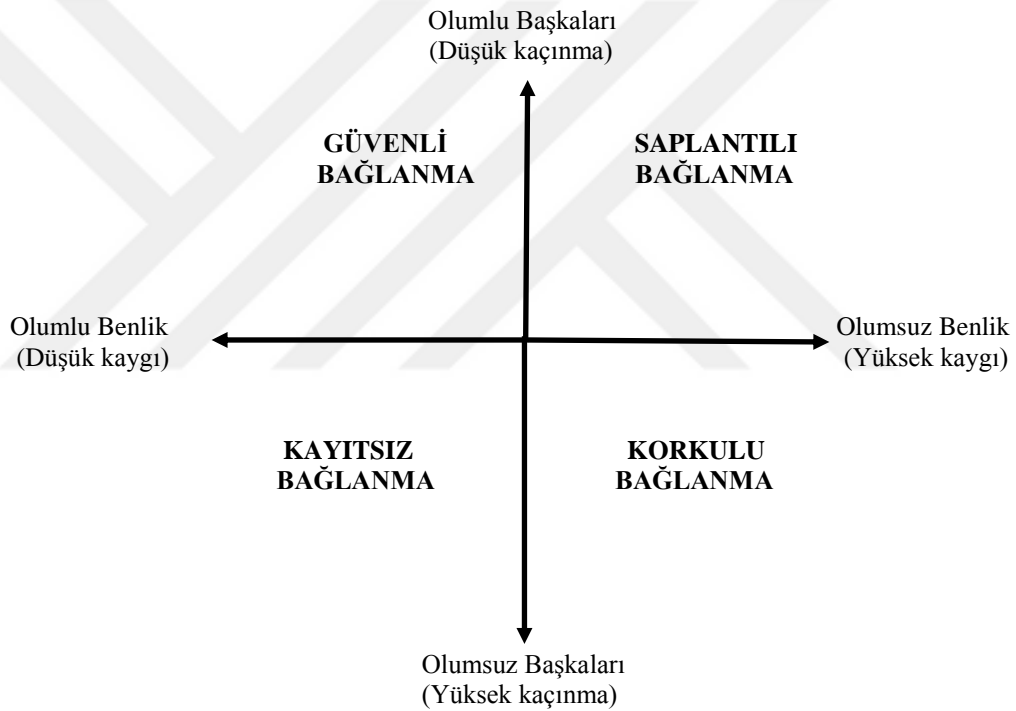 Olumlu Başkaları
(Düşük kaçınma)
GÜVENLİ
BAĞLANMA
SAPLANTILI
BAĞLANMA
Olumlu Benlik
(Düşük kaygı)
Olumsuz Benlik
(Yüksek kaygı)
KAYITSIZ
BAĞLANMA
KORKULU
BAĞLANMA
Olumsuz Başkaları
(Yüksek kaçınma)